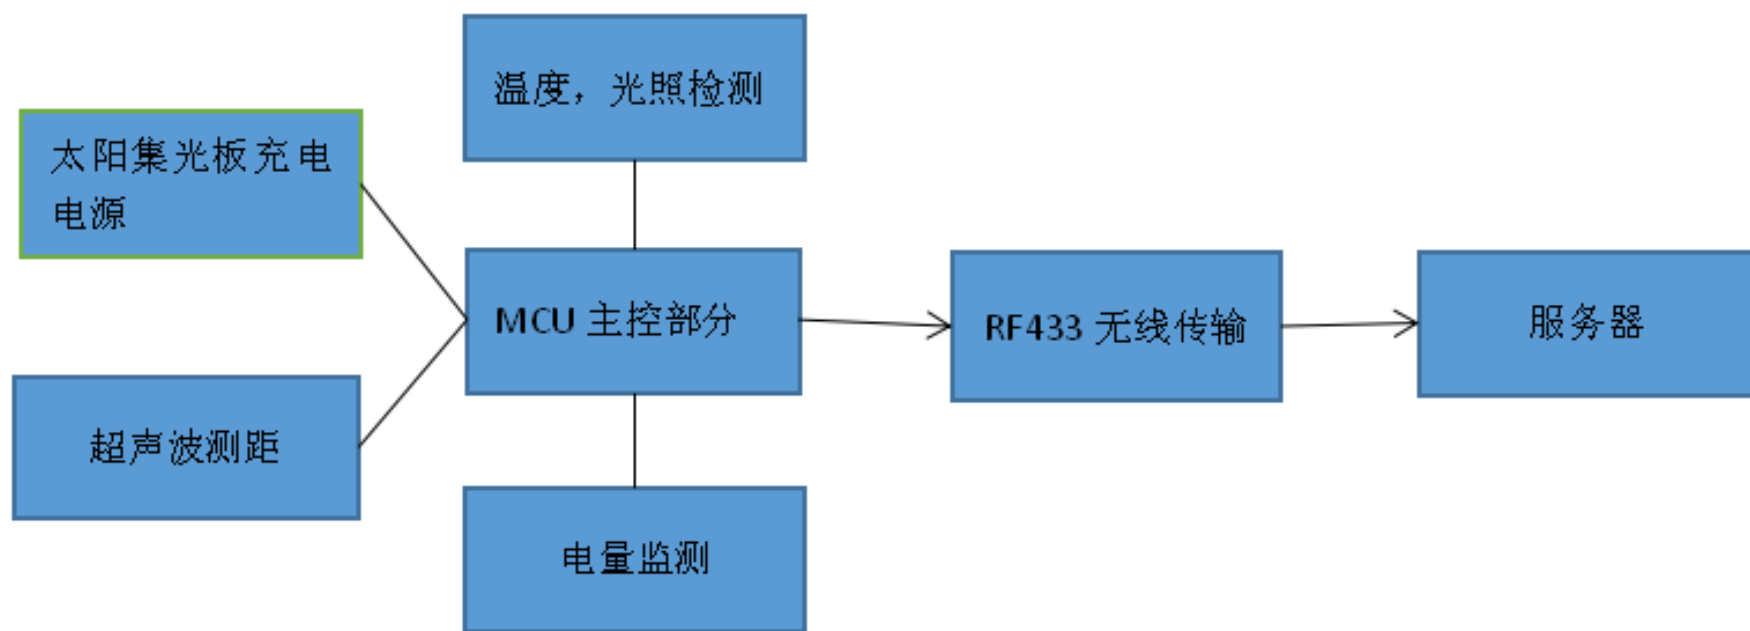 温度，光照检测
太阳集光板充电
电源
MCU 主控部分
RF433 无线传输
服务器
超声波测距
电量监测